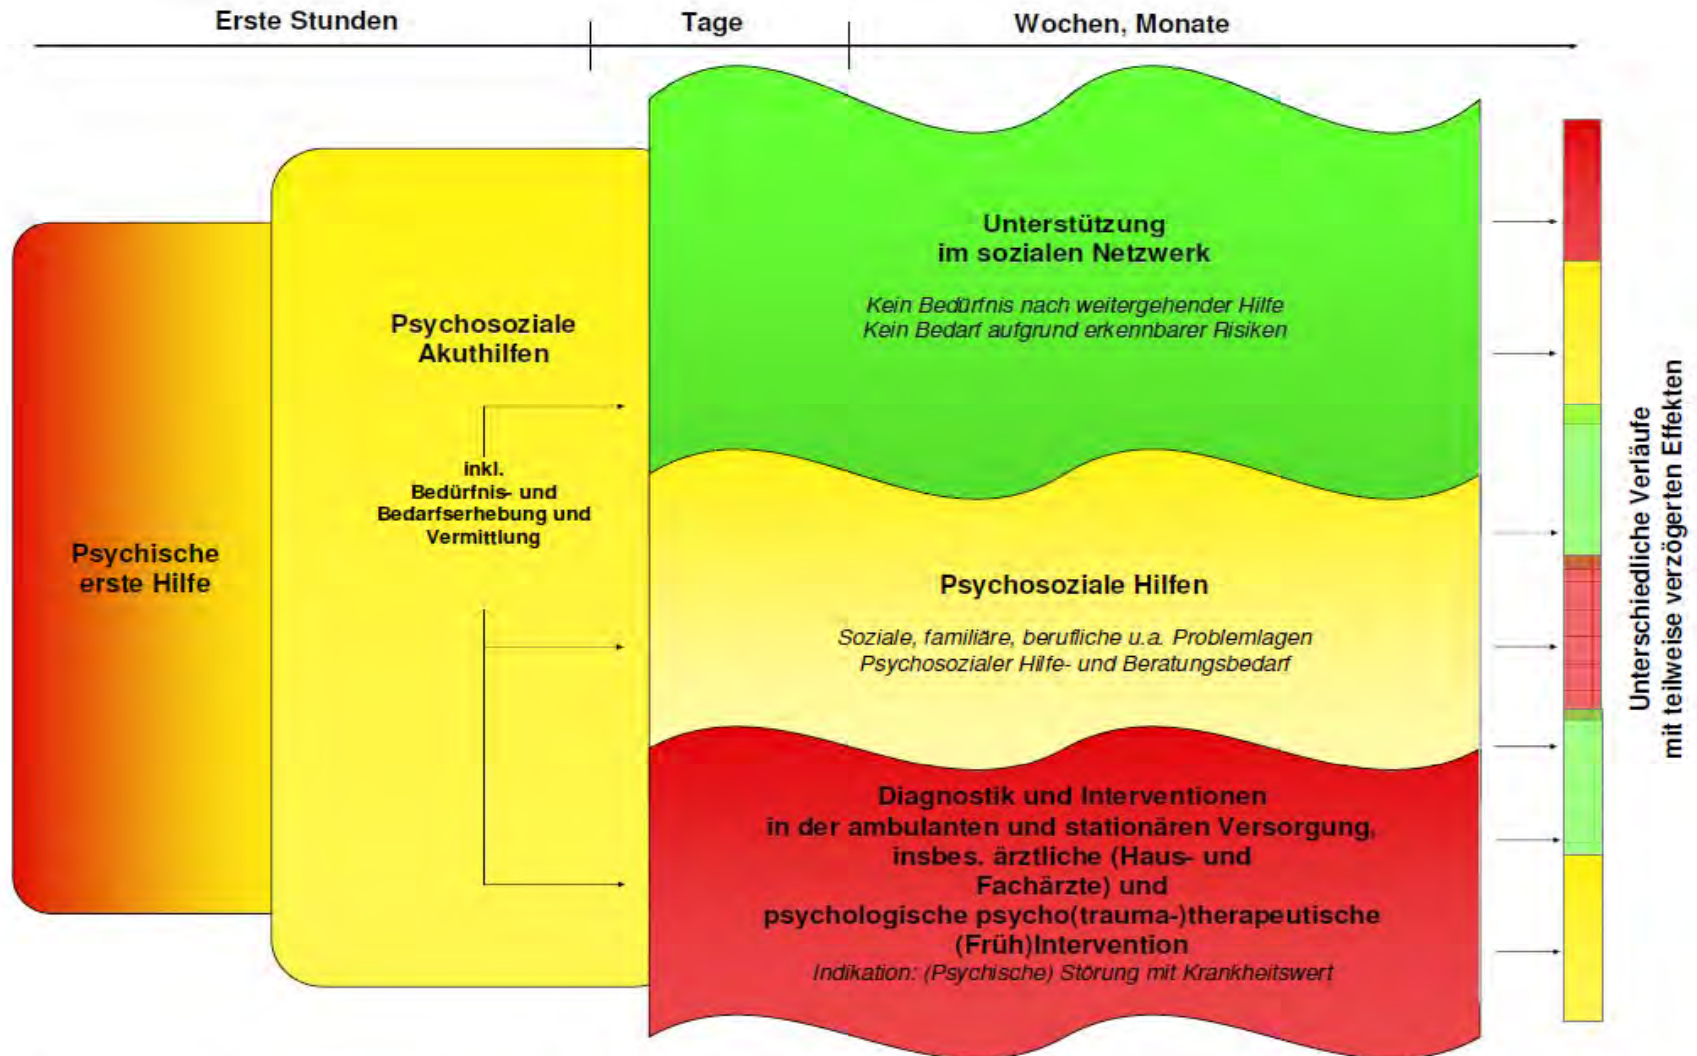 Erste Stunden
Tage
Wochen, Monate
Psychische
erste Hilfe
Psychosoziale
Akuthilfen
inkl.
Bedürfnis- und
Bedarfserhebung und
Vermittlung
Unterstützung
im sozialen Netzwerk
Kein Bedürfnis nach weitergehender Hilfe
Kein Bedarf aufgrund erkennbarer Risiken
Psychosoziale Hilfen
Soziale, familiäre, berufliche u.a. Problemlagen
Psychosozialer Hilfe- und Beratungsbedarf
Diagnostik und Interventionen
in der ambulanten und stationären Versorgung,
insbes. ärztliche (Haus- und
Fachärzte) und
psychologische psycho(trauma-)therapeutische
(Früh)Intervention
Indikation: (Psychische) Störung mit Krankheitswert
Unterschiedliche Verläufe
mit teilweise verzögerten Effekten